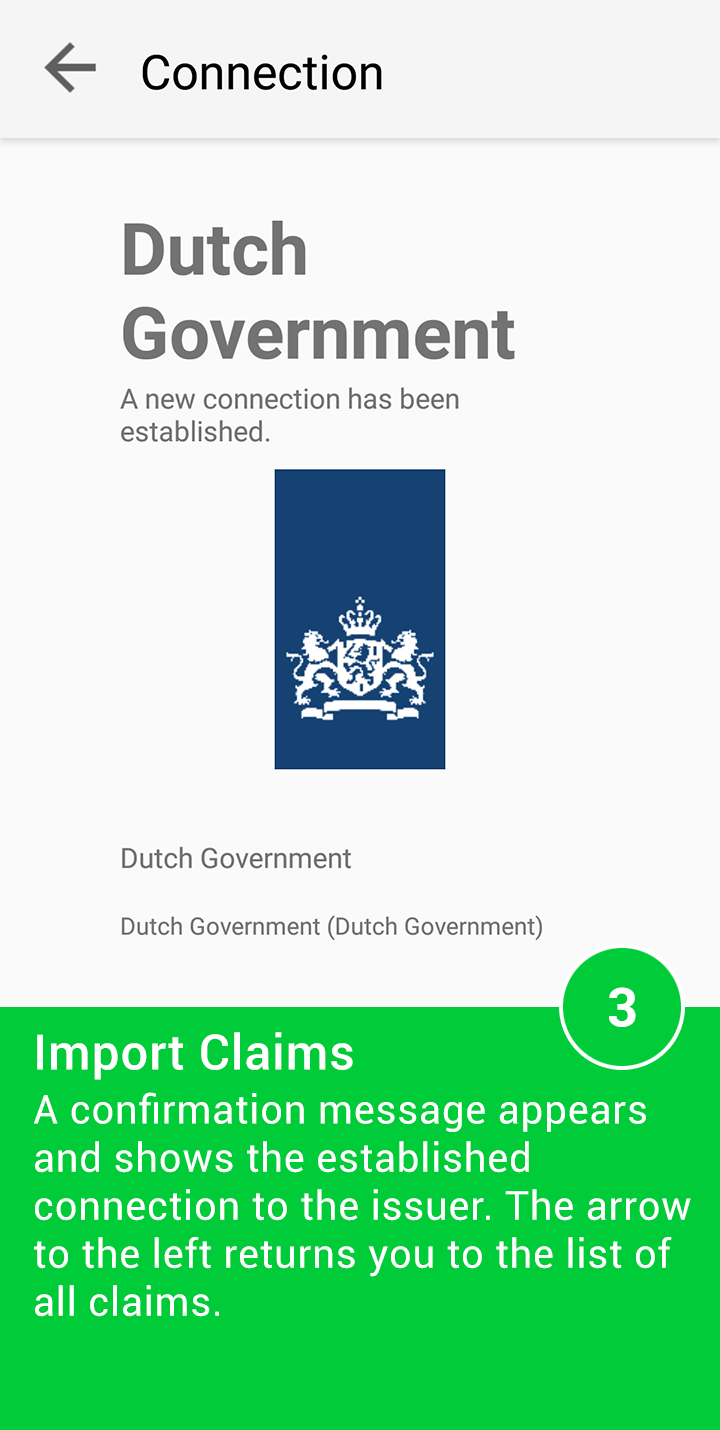 Connection
Dutch
Government
A new connection has been
established.
Dutch Government
Dutch Government (Dutch Government)
3
Import Claims
A confirmation message appears
and shows the established
connection to the issuer. The arrow
to the left returns you to the list of
all claims.